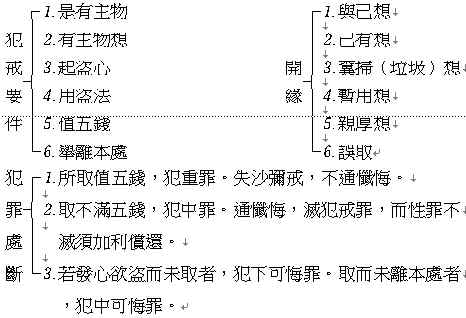 犯戒要件
1. 是有主物
2. 有主物想
3. 起盜心
4. 用盜法
5. 值五錢
6. 舉離本處
開緣
1. 與己想
2. 己有想
3. 糞掃（垃圾）想
4. 暫用想
5. 親厚想
6. 誤取
犯罪處斷
1. 所取值五錢，犯重罪。失沙彌戒，不通懺悔。
2. 取不滿五錢，犯中罪。通懺悔，滅犯戒罪，而性罪不
滅須加利償還。
3. 若發心欲盜而未取者，犯下可悔罪。取而未離本處者
，犯中可悔罪。